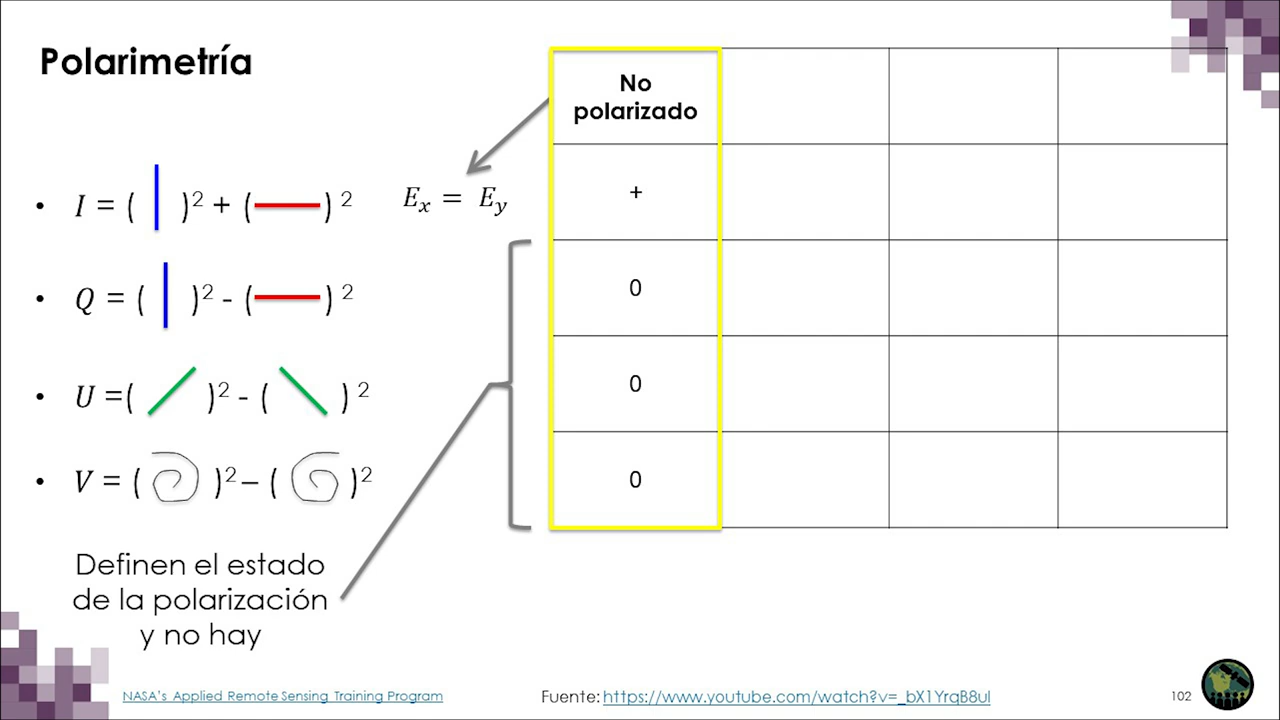 Polarimetría
No
polarizado
• I = ( )² + ( ) ²
E𝑥 = E𝑦
+
• Q = ( )² - ( ) ²
0
• U =( )² - ( ) ²
0
• V = ( )² – ( )²
0
Definen el estado
de la polarización
y no hay
NASA's Applied Remote Sensing Training Program
Fuente: https://www.youtube.com/watch?v=_bX1YrqB8uI
102